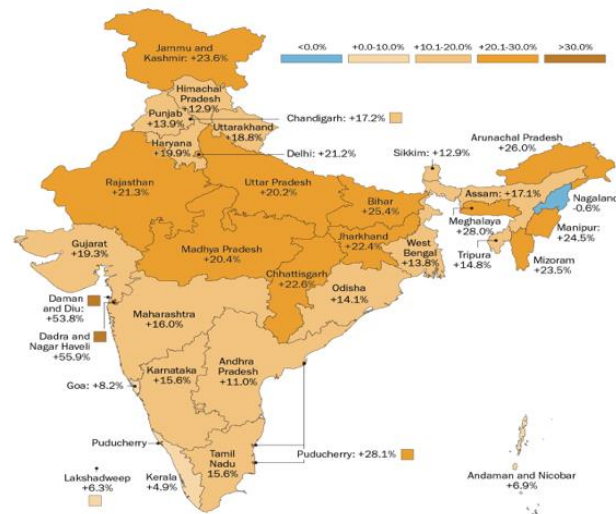 <0.0%
+0.0-10.0%
+10.1-20.0%
+20.1-30.0%
>30.0%
Jammu and
Kashmir: +23.6%
Himachal
Pradesh
+12.9%
Punjab
+13.9%
Chandigarh: +17.2%
Uttarakhand
+18.8%
Haryana
+19.9%
Delhi: +21.2%
Sikkim: +12.9%
Arunachal Pradesh
+26.0%
Rajasthan
+21.3%
Uttar Pradesh
+20.2%
Bihar
+25.4%
Assam: +17.1%
Nagaland
-0.6%
Meghalaya
+28.0%
Manipur:
+24.5%
Gujarat
+19.3%
Madhya Pradesh
+20.4%
Jharkhand
+22.4%
West
Bengal
+13.8%
Tripura
+14.8%
Mizoram
+23.5%
Chhattisgarh
+22.6%
Odisha
+14.1%
Daman
and Diu:
+53.8%
Maharashtra
+16.0%
Dadra and
Nagar Haveli
+55.9%
Karnataka
+15.6%
Andhra
Pradesh
+11.0%
Goa: +8.2%
Puducherry
Tamil
Nadu
15.6%
Puducherry: +28.1%
Lakshadweep
+6.3%
Kerala
+4.9%
Andaman and Nicobar
+6.9%